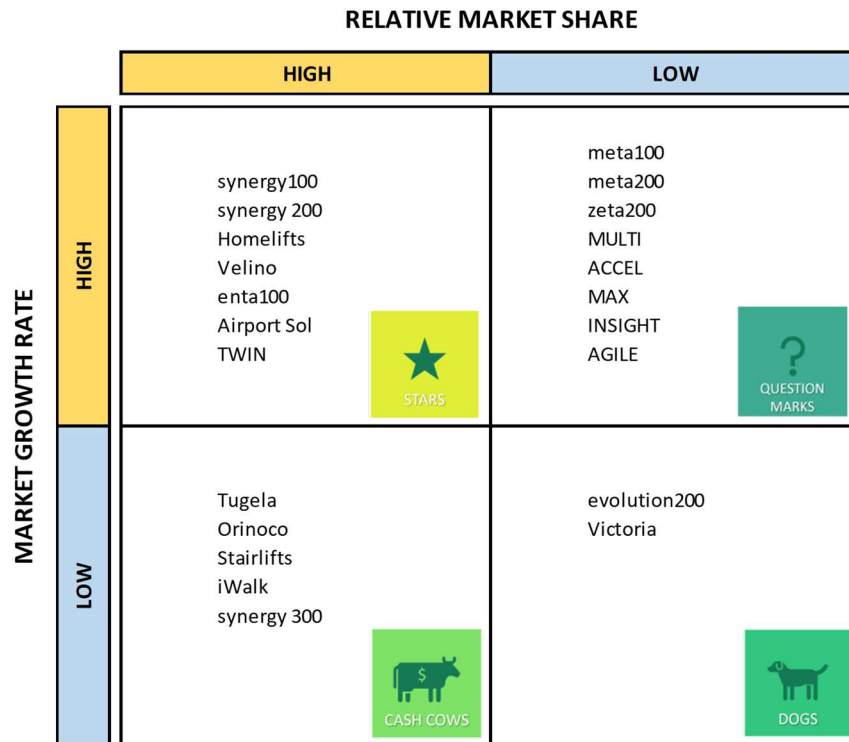 RELATIVE MARKET SHARE
HIGH
LOW
MARKET GROWTH RATE
HIGH
synergy100
synergy 200
Homelifts
Velino
enta100
Airport Sol
TWIN
STARS
meta100
meta200
zeta200
MULTI
ACCEL
MAX
INSIGHT
AGILE
?
QUESTION
MARKS
LOW
Tugela
Orinoco
Stairlifts
iWalk
synergy 300
$
CASH COWS
evolution200
Victoria
DOGS